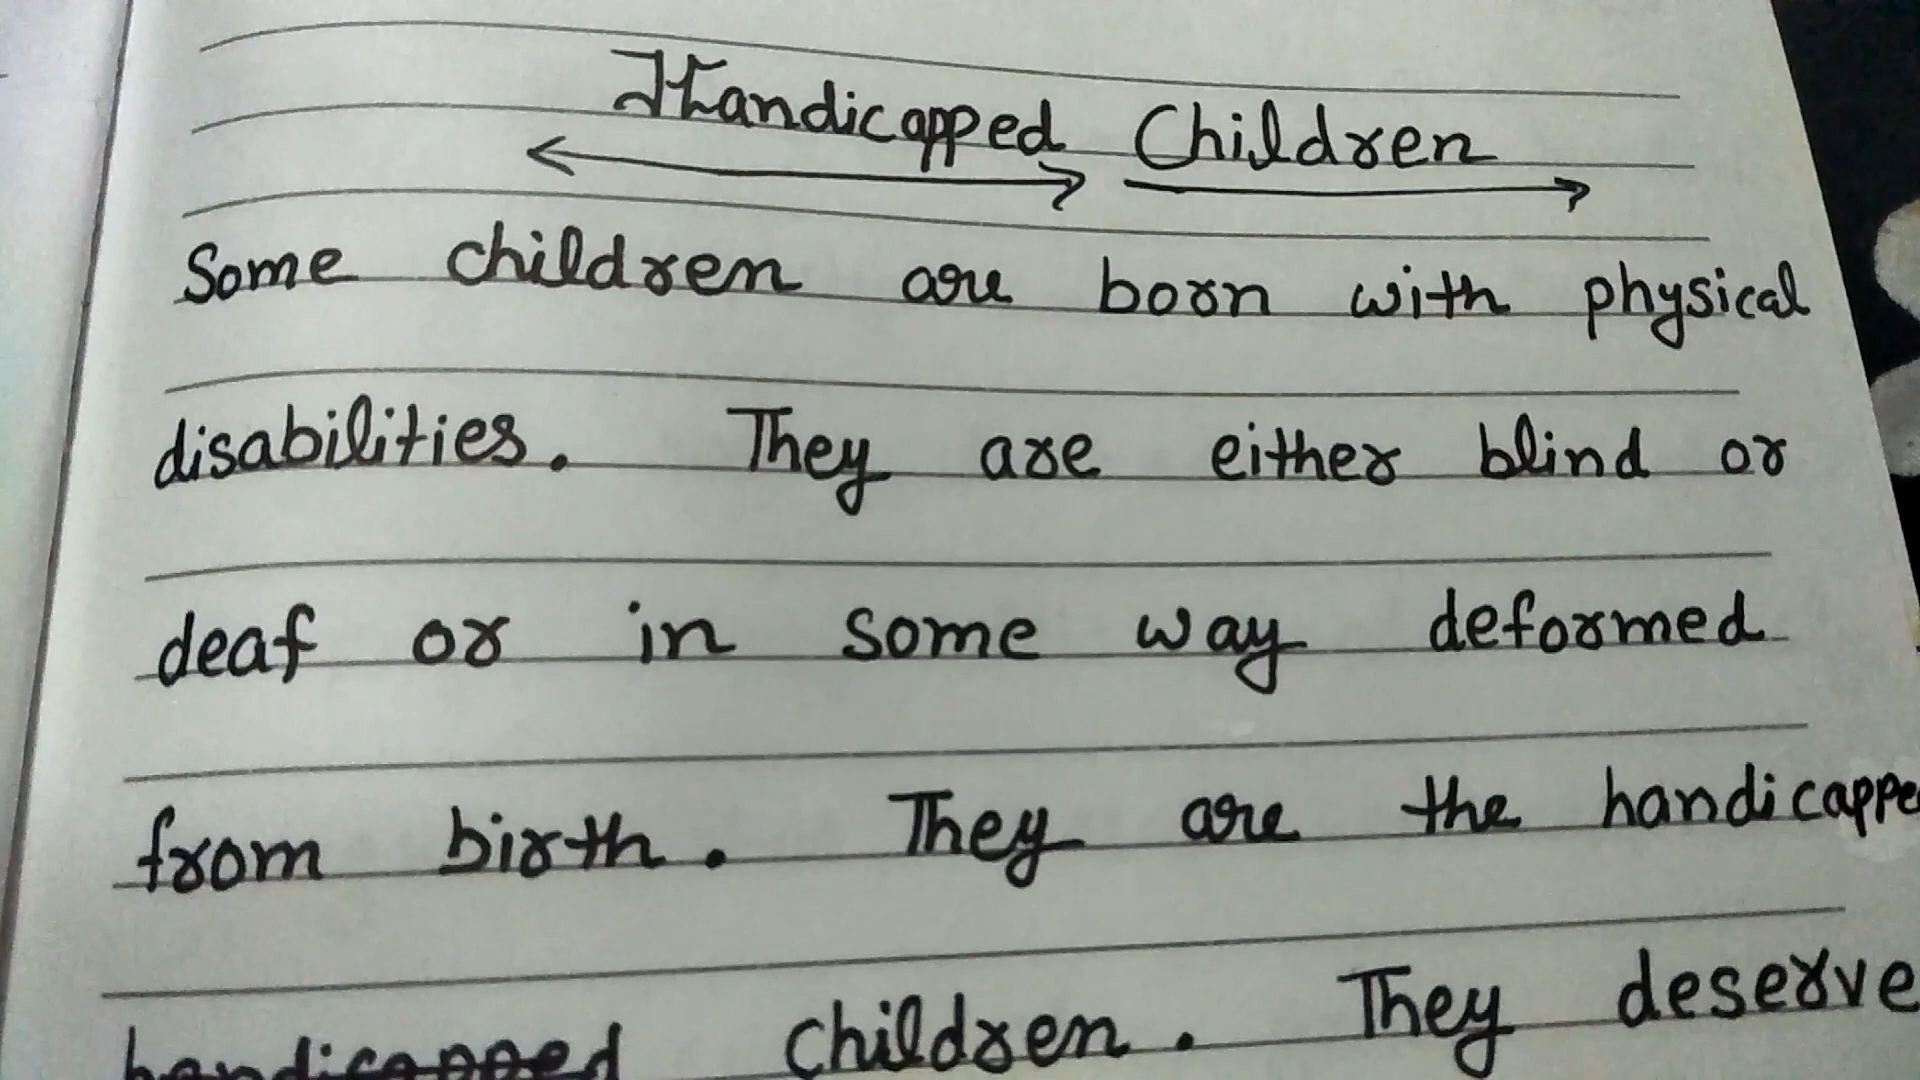 Handicapped Children
Some children are born with physical
disabilities. They are either blind or
deaf or in some way deformed
from birth. They are the handicappe
handicapped children. They deserve